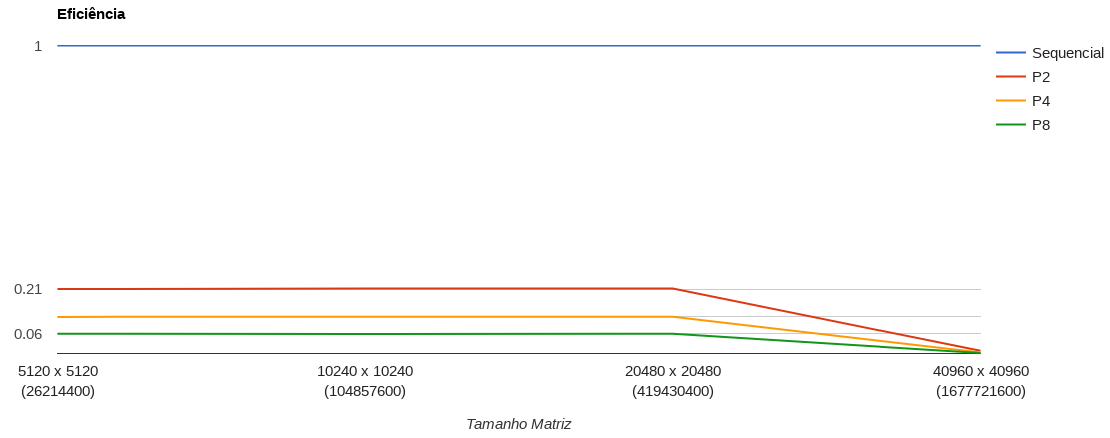 Eficiência
1
0.21
0.06
Sequencial
P2
P4
P8
5120 x 5120
(26214400)
10240 x 10240
(104857600)
20480 x 20480
(419430400)
40960 x 40960
(1677721600)
Tamanho Matriz